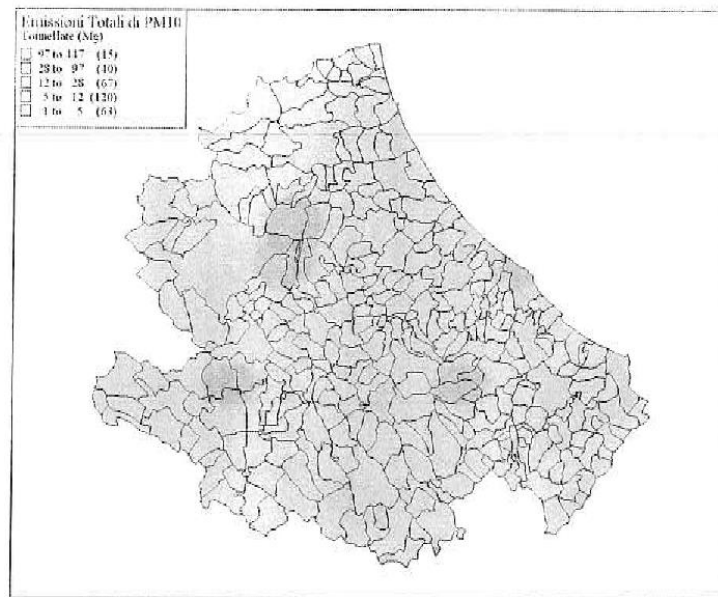 Emissioni Totali di PM10
Tonnellate (Mg)
97 to 147 (15)
28 to 97 (40)
12 to 28 (67)
5 to 12 (120)
1 to 5 (63)